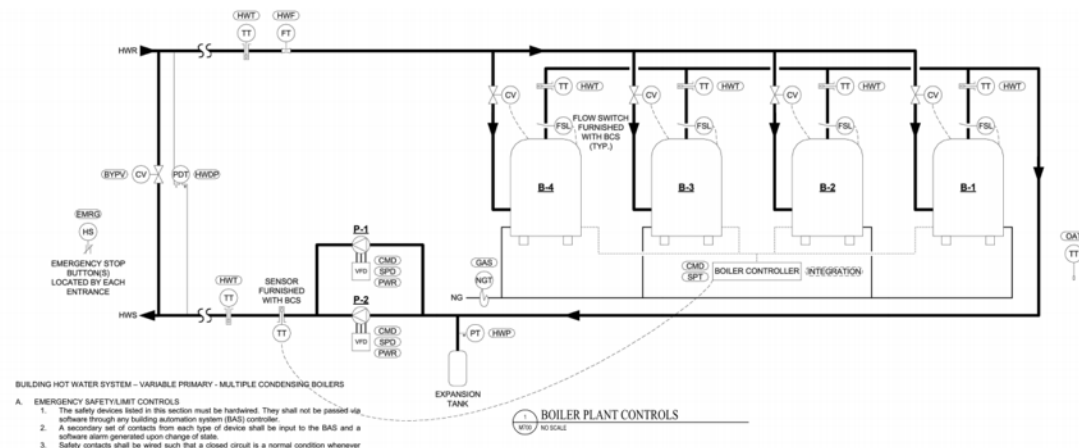 HWT
HWF
TT
FT
HWR
CV
TT
HWT
CV
TT
HWT
CV
TT
HWT
CV
TT
HWT
FSL
FLOW SWITCH
FURNISHED
WITH BCS
(TYP.)
FSL
FSL
FSL
BYPV
CV
PDT
HWDP
B-4
B-3
B-2
B-1
EMRG
HS
EMERGENCY STOP
BUTTON(S)
LOCATED BY EACH
ENTRANCE
P-1
VFD
CMD
SPD
PWR
OAT
TT
GAS
NGT
NG
CMD
SPT
BOILER CONTROLLER
INTEGRATION
HWT
TT
SENSOR
FURNISHED
WITH BCS
TT
P-2
VFD
CMD
SPD
PWR
HWS
PT
HWP
EXPANSION
TANK
1
M700
BOILER PLANT CONTROLS
NO SCALE
BUILDING HOT WATER SYSTEM – VARIABLE PRIMARY - MULTIPLE CONDENSING BOILERS
A. EMERGENCY SAFETY/LIMIT CONTROLS
1. The safety devices listed in this section must be hardwired. They shall not be passed via
software through any building automation system (BAS) controller.
2. A secondary set of contacts from each type of device shall be input to the BAS and a
software alarm generated upon change of state.
3. Safety contacts shall be wired such that a closed circuit is a normal condition whenever